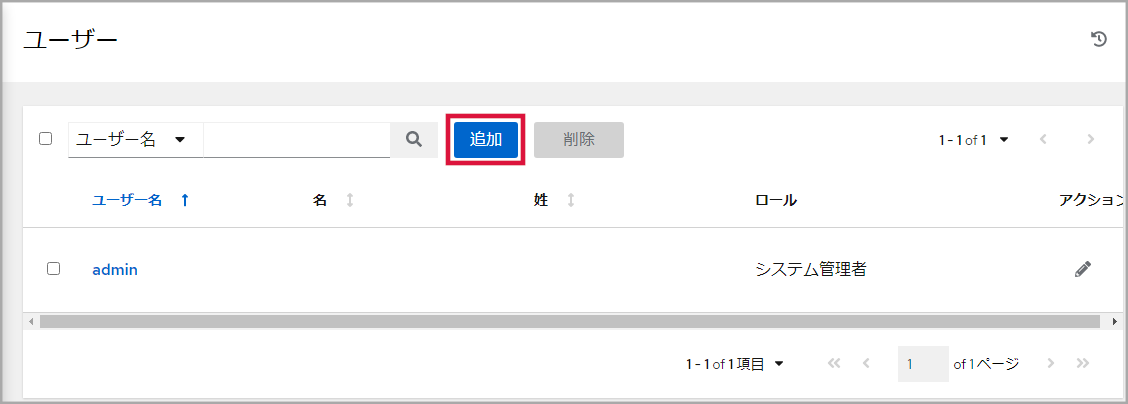 ユーザー
ユーザー名 追加 削除 1 - 1 of 1
ユーザー名 名 姓 ロール アクション
admin システム管理者
1 - 1 of 1 項目 1 of 1 ページ